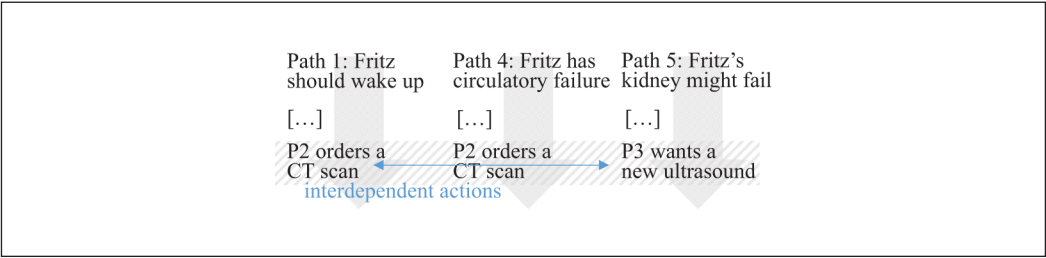 Path 1: Fritz
should wake up
[…]
P2 orders a
CT scan
Path 4: Fritz has
circulatory failure
[…]
P2 orders a
CT scan
Path 5: Fritz's
kidney might fail
[…]
P3 wants a
new ultrasound
interdependent actions